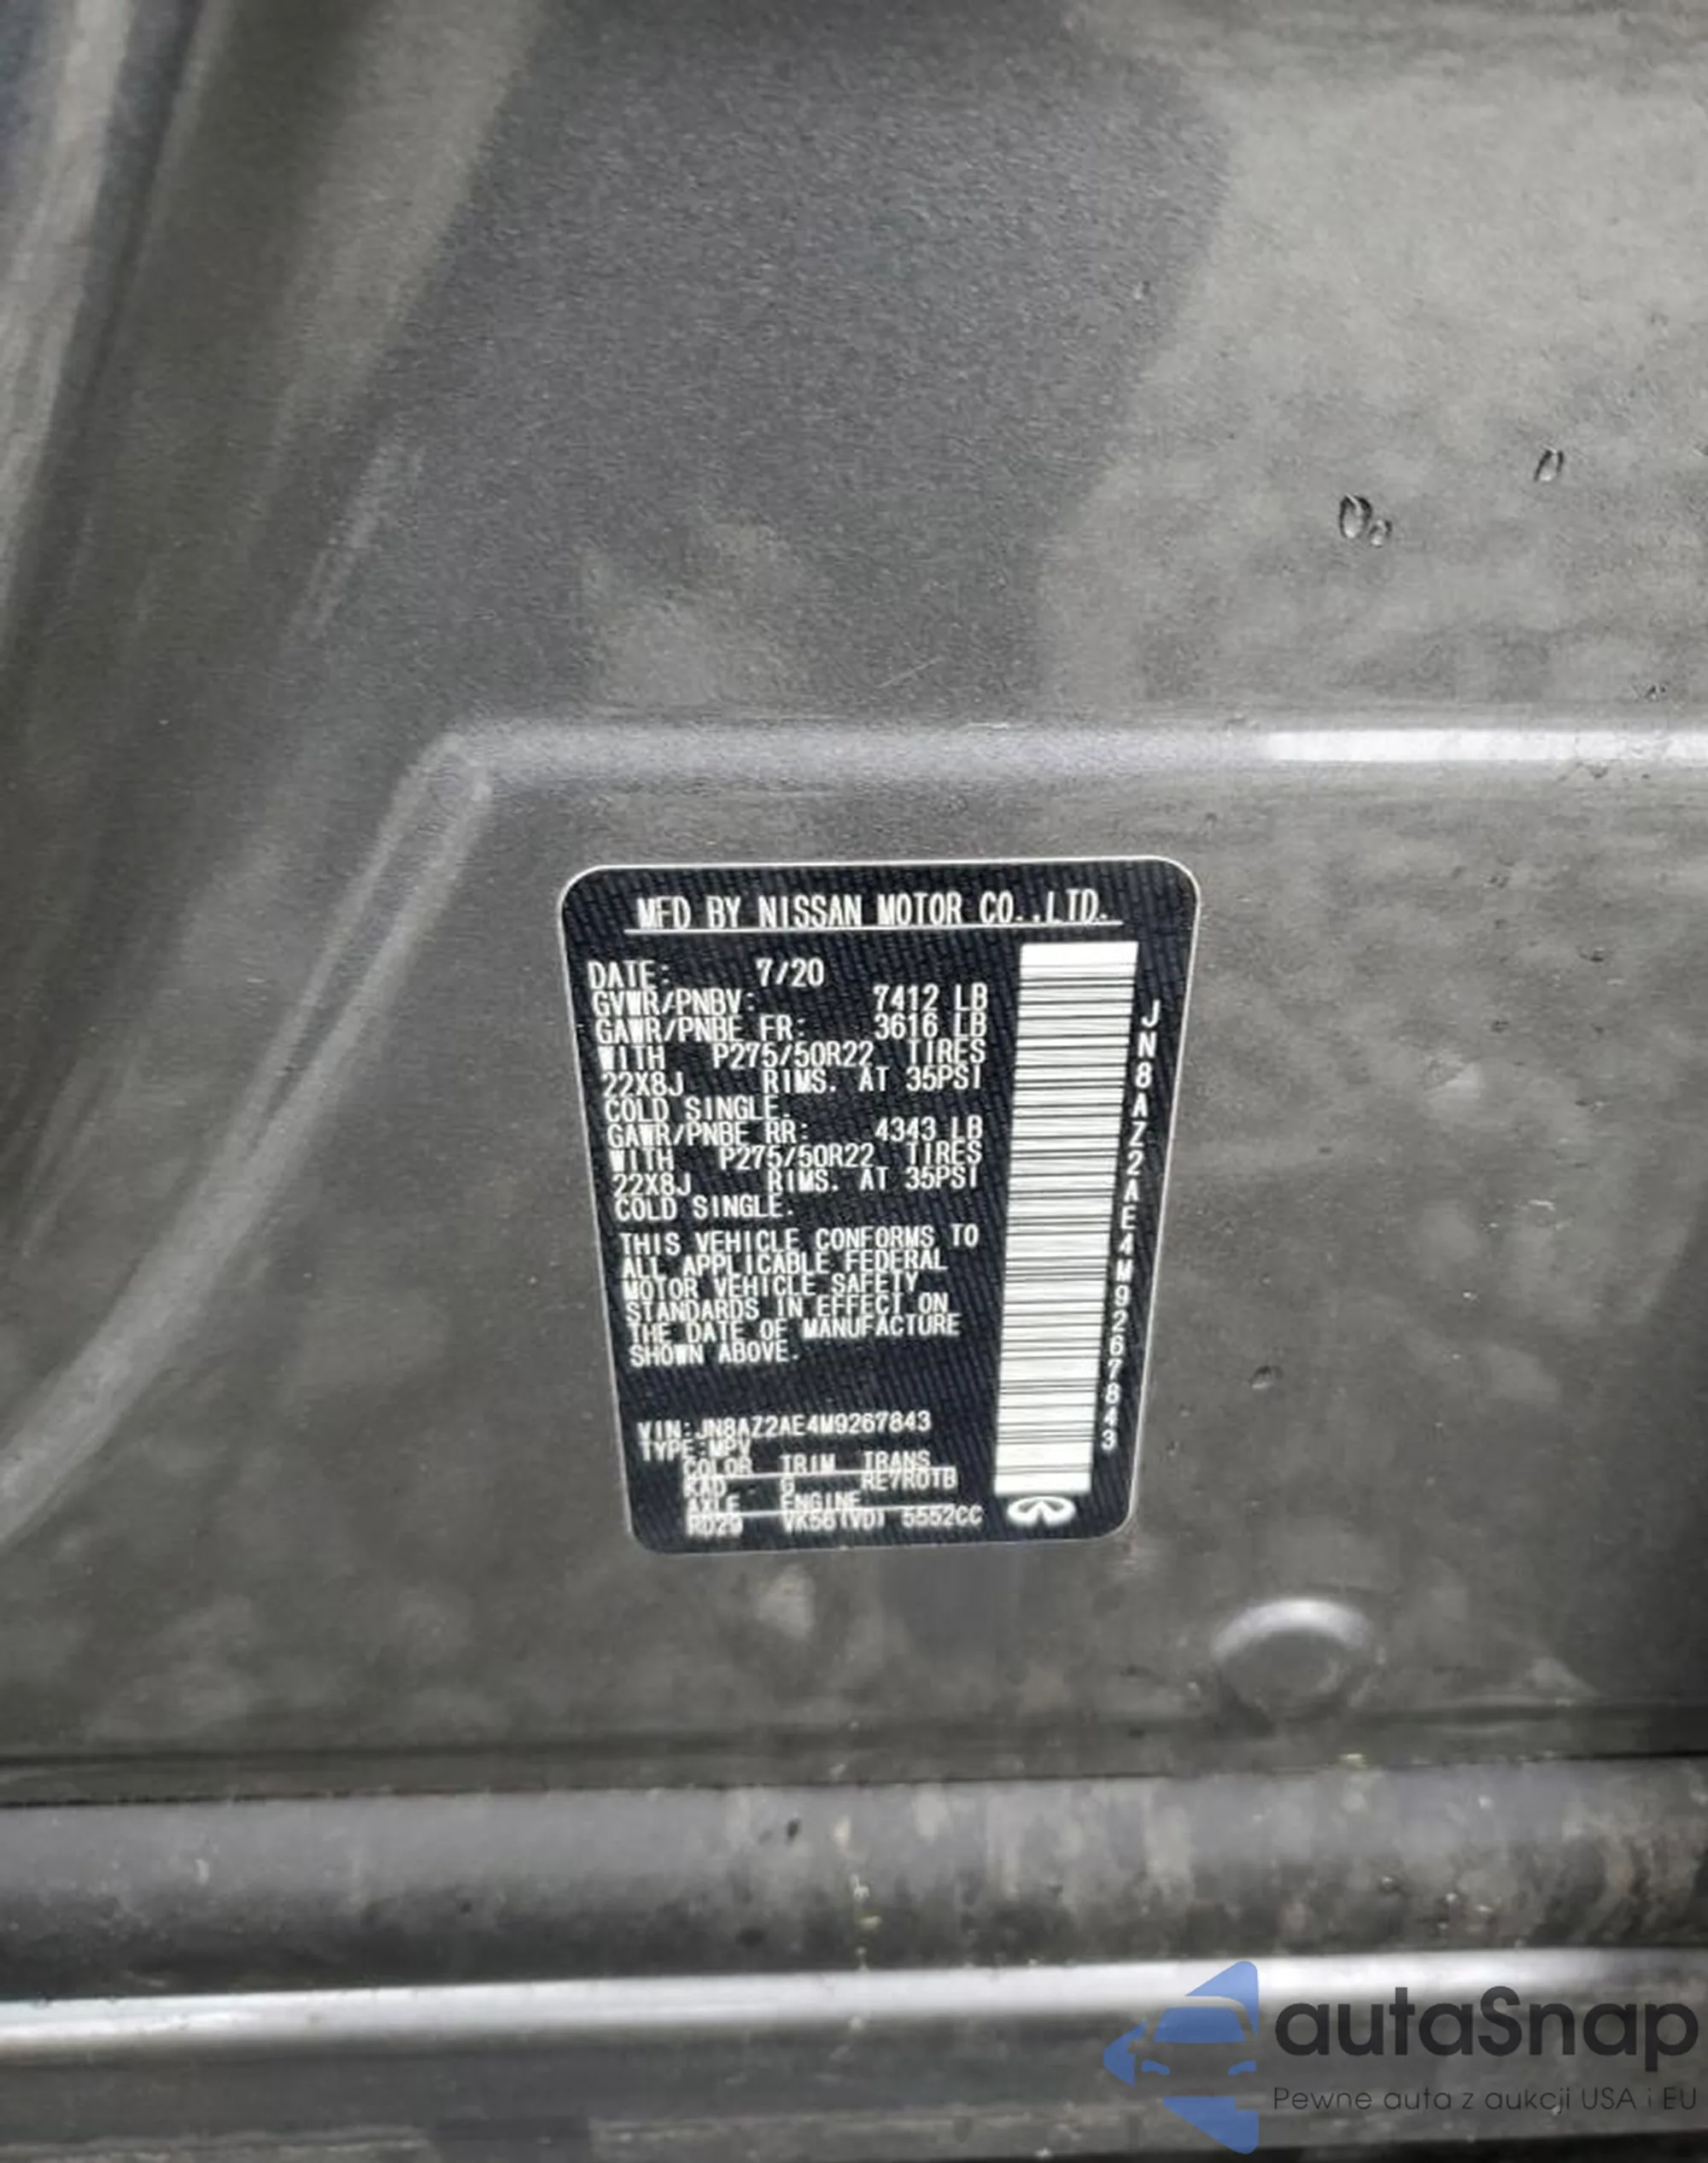 MFD BY NISSAN MOTOR CO.,LTD.
DATE: 7/20
GVWR/PNBV: 7412 LB
GAWR/PNBE FR: 3616 LB
WITH P275/50R22 TIRES
22X8J RIMS. AT 35PSI
COLD SINGLE.
GAWR/PNBE RR: 4343 LB
WITH P275/50R22 TIRES
22X8J RIMS. AT 35PSI
COLD SINGLE.
THIS VEHICLE CONFORMS TO
ALL APPLICABLE FEDERAL
MOTOR VEHICLE SAFETY
STANDARDS IN EFFECT ON
THE DATE OF MANUFACTURE
SHOWN ABOVE.
VIN:JN8AZ2AE4M9267843
TYPE:MPV
COLOR TRIM TRANS
KAD G RE7R01B
AXLE ENGINE
RD29 VK56(VD) 5552CC
JN8AZ2AE4M9267843
autaSnap
Pewne auta z aukcji USA i EU